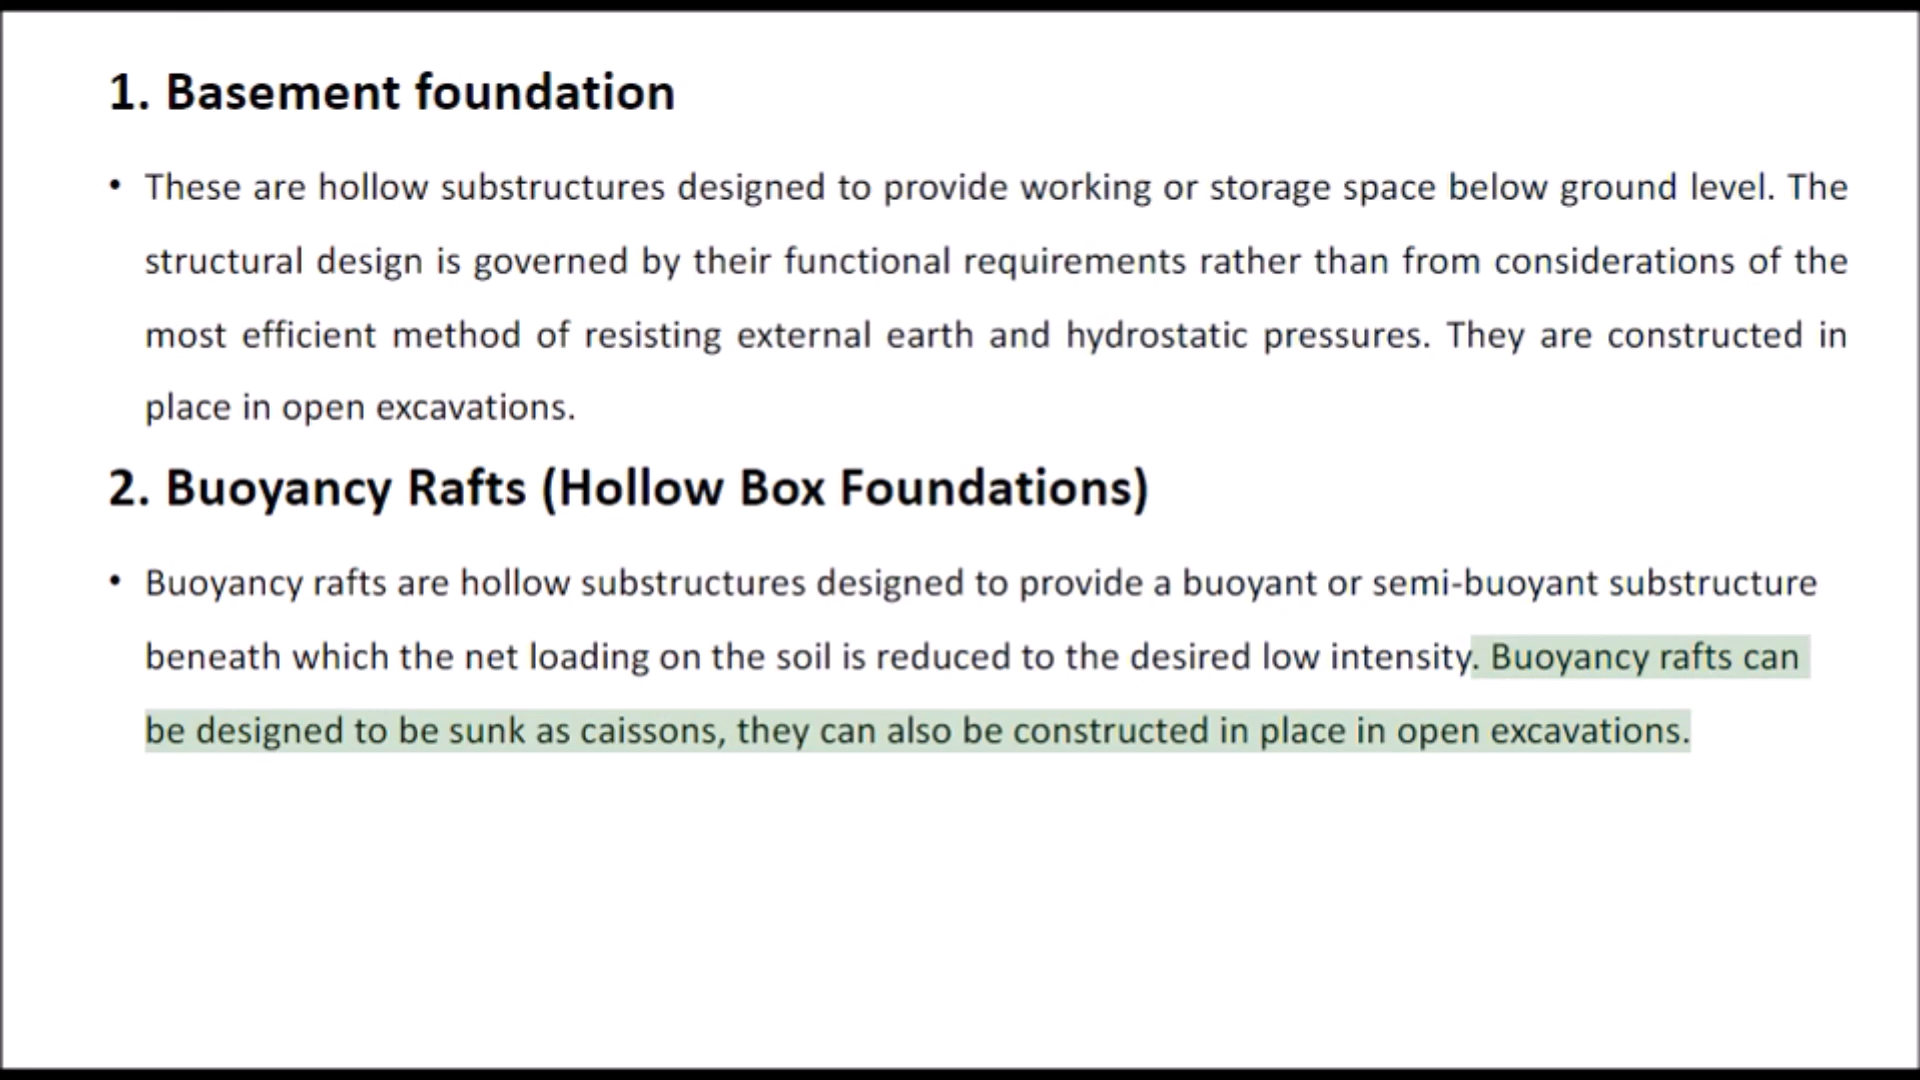 1. Basement foundation
• These are hollow substructures designed to provide working or storage space below ground level. The
structural design is governed by their functional requirements rather than from considerations of the
most efficient method of resisting external earth and hydrostatic pressures. They are constructed in
place in open excavations.
2. Buoyancy Rafts (Hollow Box Foundations)
• Buoyancy rafts are hollow substructures designed to provide a buoyant or semi-buoyant substructure
beneath which the net loading on the soil is reduced to the desired low intensity. Buoyancy rafts can
be designed to be sunk as caissons, they can also be constructed in place in open excavations.